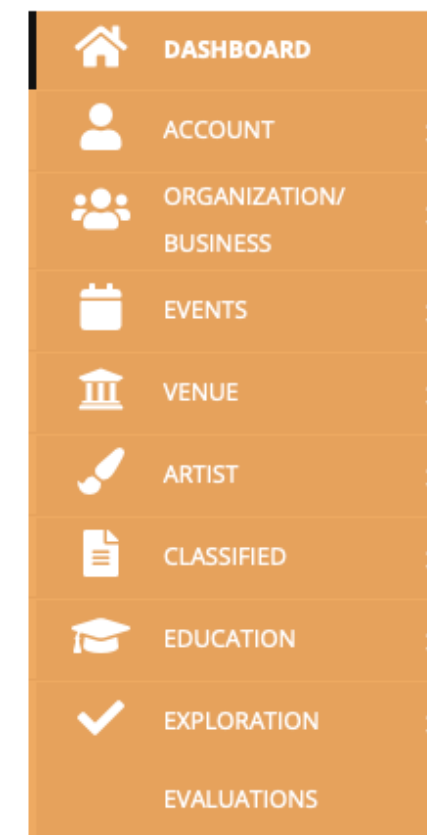 DASHBOARD
ACCOUNT
ORGANIZATION/
BUSINESS
EVENTS
VENUE
ARTIST
CLASSIFIED
EDUCATION
EXPLORATION
EVALUATIONS